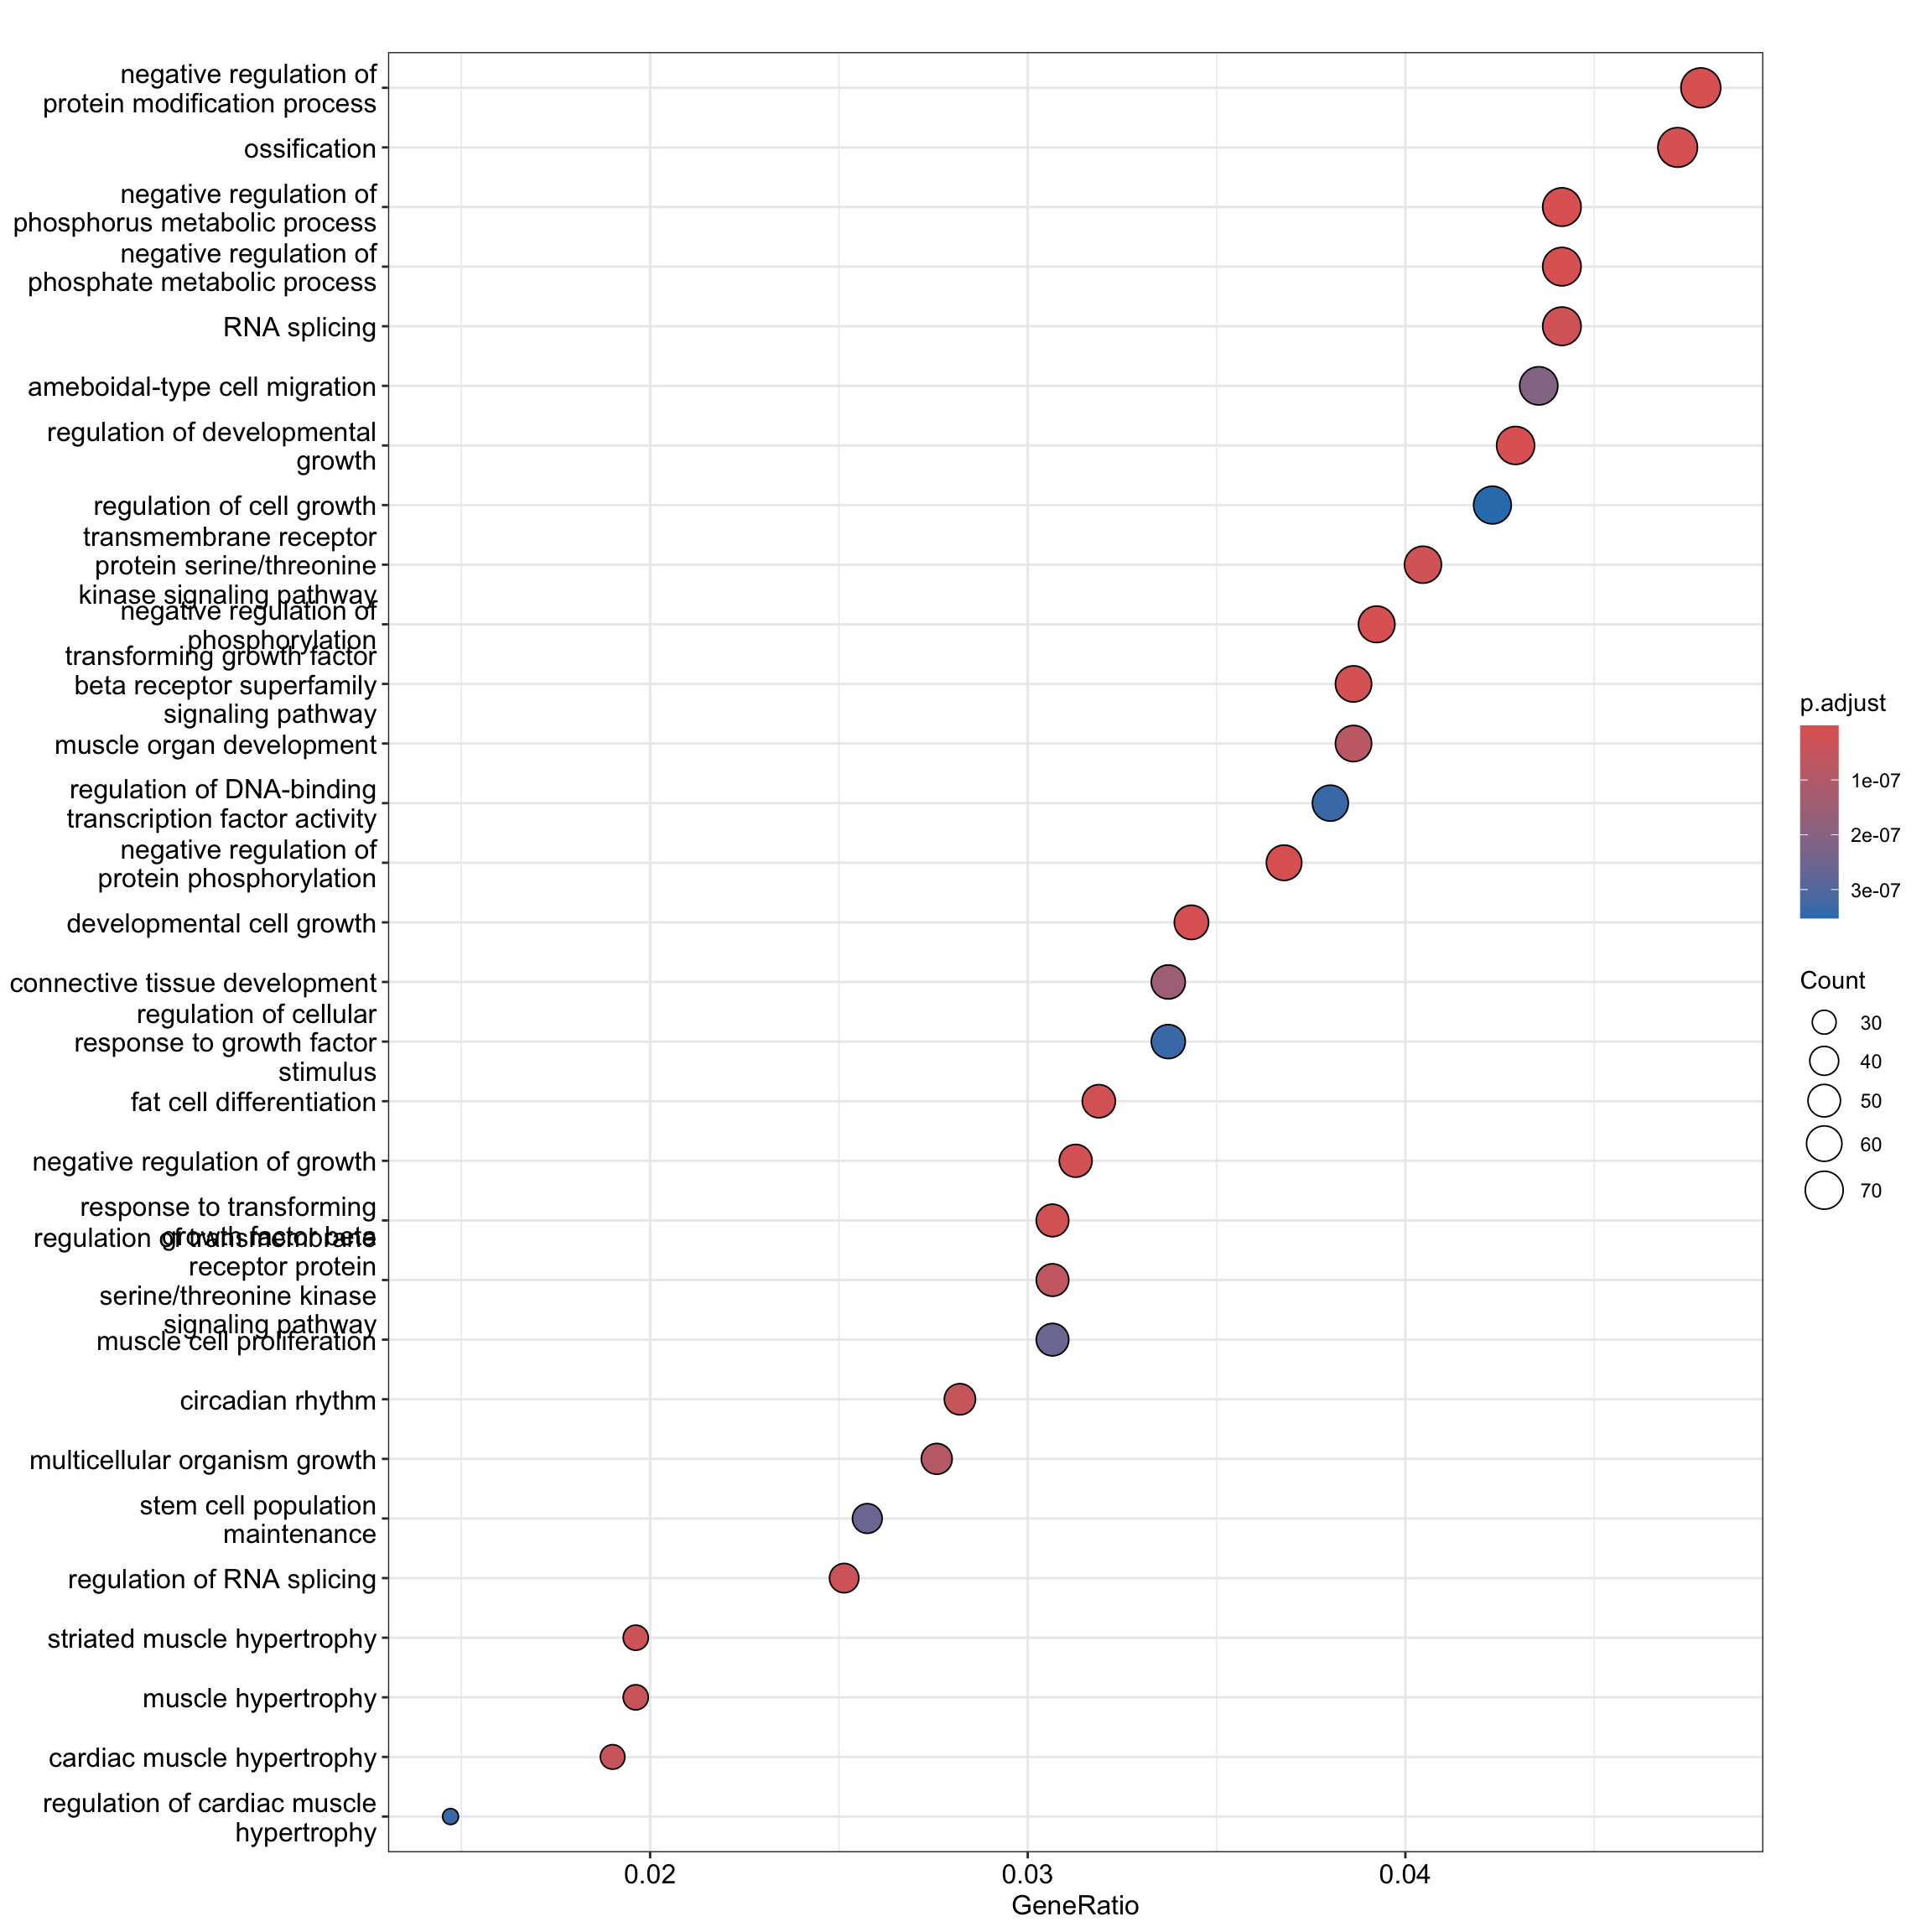 negative regulation of
protein modification process
ossification
negative regulation of
phosphorus metabolic process
negative regulation of
phosphate metabolic process
RNA splicing
ameboidal-type cell migration
regulation of developmental
growth
regulation of cell growth
transmembrane receptor
protein serine/threonine
kinase signaling pathway
negative regulation of
phosphorylation
transforming growth factor
beta receptor superfamily
signaling pathway
muscle organ development
regulation of DNA-binding
transcription factor activity
negative regulation of
protein phosphorylation
developmental cell growth
connective tissue development
regulation of cellular
response to growth factor
stimulus
fat cell differentiation
negative regulation of growth
response to transforming
growth factor beta
regulation of transmembrane
receptor protein
serine/threonine kinase
signaling pathway
muscle cell proliferation
circadian rhythm
multicellular organism growth
stem cell population
maintenance
regulation of RNA splicing
striated muscle hypertrophy
muscle hypertrophy
cardiac muscle hypertrophy
regulation of cardiac muscle
hypertrophy
0.02
0.03
0.04
GeneRatio
p.adjust
1e-07
2e-07
3e-07
Count
30
40
50
60
70